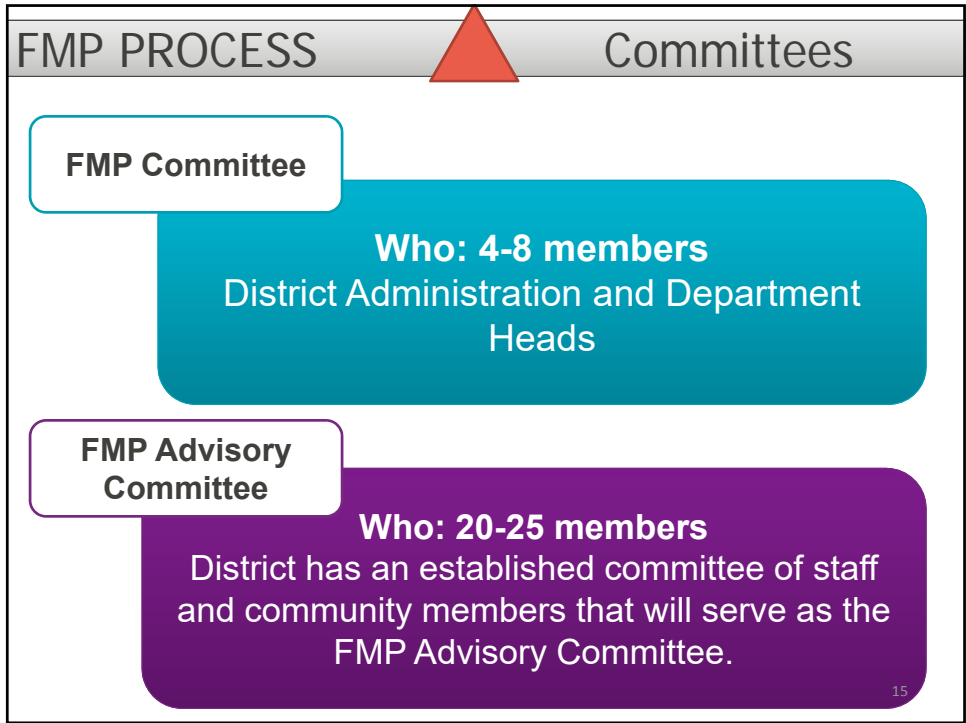 FMP PROCESS
Committees
FMP Committee
Who: 4-8 members
District Administration and Department
Heads
FMP Advisory
Committee
Who: 20-25 members
District has an established committee of staff
and community members that will serve as the
FMP Advisory Committee.
15